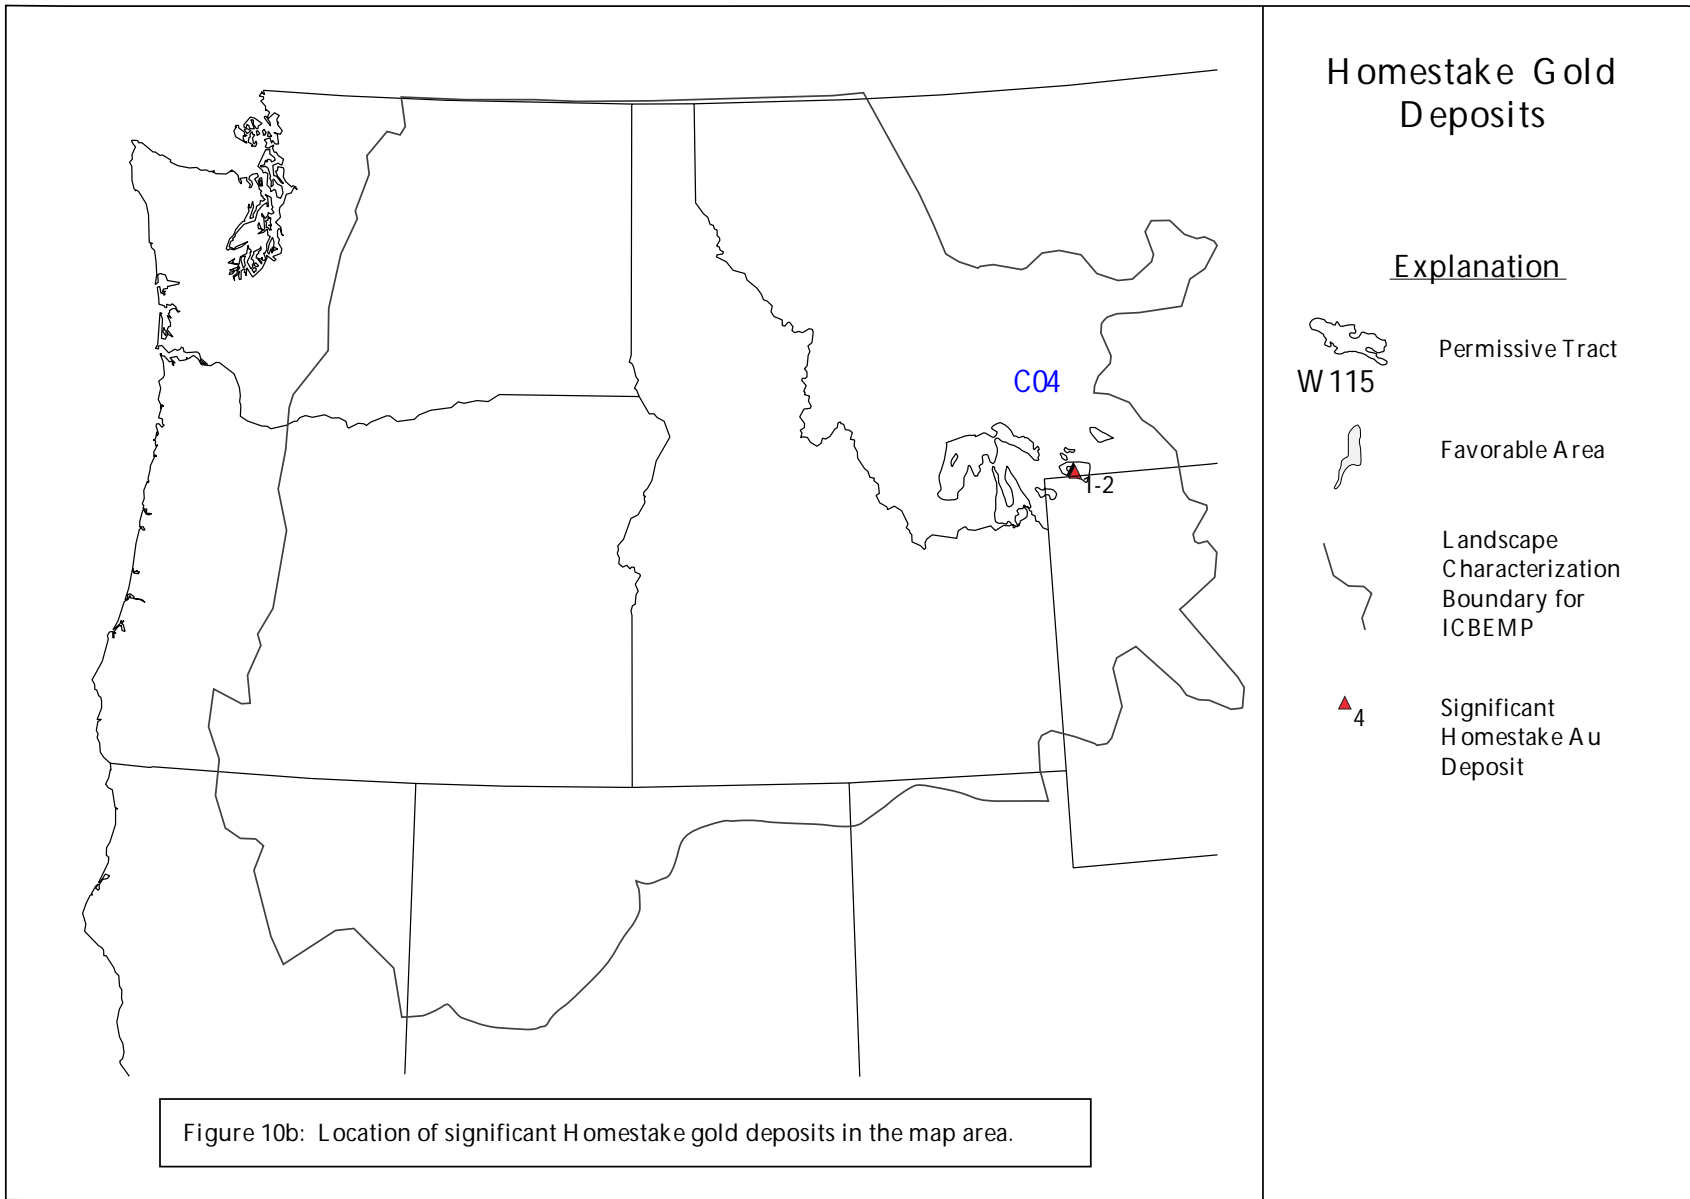 Homestake Gold
Deposits
Explanation
Permissive Tract
W115
Favorable Area
Landscape
Characterization
Boundary for
ICBEMP
4
Significant
Homestake Au
Deposit
C04
1-2
Figure 10b: Location of significant Homestake gold deposits in the map area.